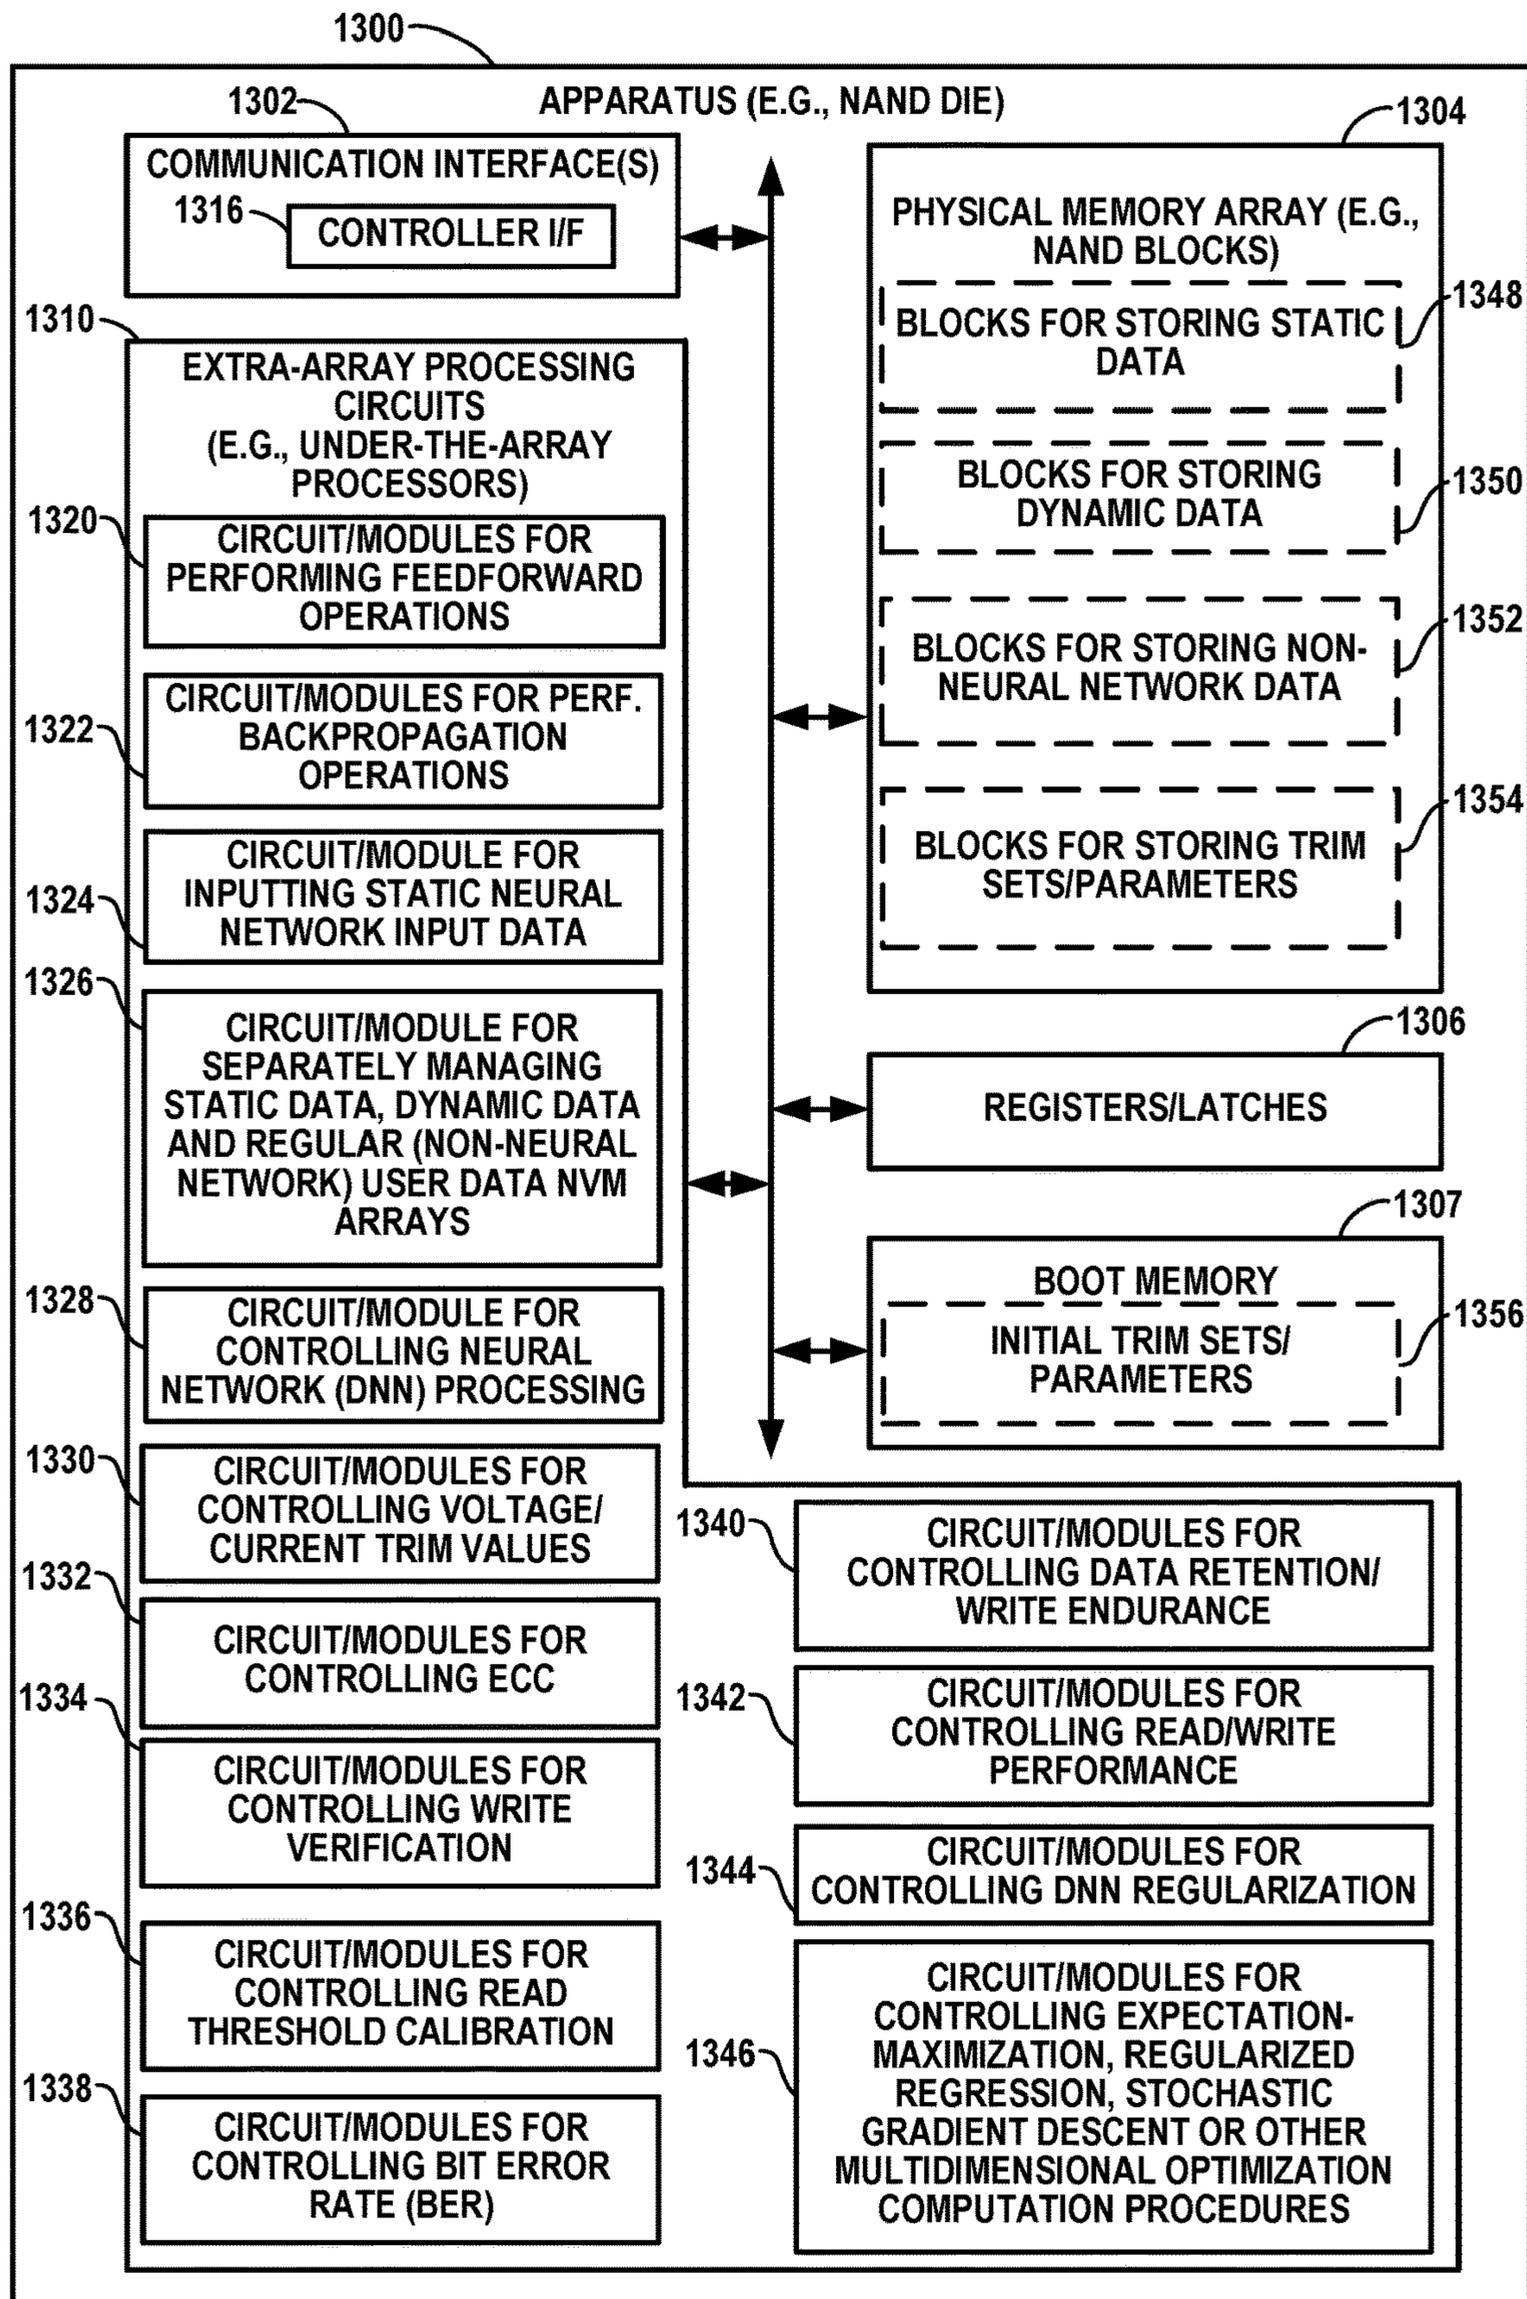 1300
APPARATUS (E.G., NAND DIE)
1302
COMMUNICATION INTERFACE(S)
1316
CONTROLLER I/F
1310
EXTRA-ARRAY PROCESSING
CIRCUITS
(E.G., UNDER-THE-ARRAY
PROCESSORS)
1320
CIRCUIT/MODULES FOR
PERFORMING FEEDFORWARD
OPERATIONS
1322
CIRCUIT/MODULES FOR PERF.
BACKPROPAGATION
OPERATIONS
1324
CIRCUIT/MODULE FOR
INPUTTING STATIC NEURAL
NETWORK INPUT DATA
1326
CIRCUIT/MODULE FOR
SEPARATELY MANAGING
STATIC DATA, DYNAMIC DATA
AND REGULAR (NON-NEURAL
NETWORK) USER DATA NVM
ARRAYS
1328
CIRCUIT/MODULE FOR
CONTROLLING NEURAL
NETWORK (DNN) PROCESSING
1330
CIRCUIT/MODULES FOR
CONTROLLING VOLTAGE/
CURRENT TRIM VALUES
1332
CIRCUIT/MODULES FOR
CONTROLLING ECC
1334
CIRCUIT/MODULES FOR
CONTROLLING WRITE
VERIFICATION
1336
CIRCUIT/MODULES FOR
CONTROLLING READ
THRESHOLD CALIBRATION
1338
CIRCUIT/MODULES FOR
CONTROLLING BIT ERROR
RATE (BER)
1304
PHYSICAL MEMORY ARRAY (E.G.,
NAND BLOCKS)
1348
BLOCKS FOR STORING STATIC
DATA
1350
BLOCKS FOR STORING
DYNAMIC DATA
1352
BLOCKS FOR STORING NON-
NEURAL NETWORK DATA
1354
BLOCKS FOR STORING TRIM
SETS/PARAMETERS
1306
REGISTERS/LATCHES
1307
BOOT MEMORY
1356
INITIAL TRIM SETS/
PARAMETERS
1340
CIRCUIT/MODULES FOR
CONTROLLING DATA RETENTION/
WRITE ENDURANCE
1342
CIRCUIT/MODULES FOR
CONTROLLING READ/WRITE
PERFORMANCE
1344
CIRCUIT/MODULES FOR
CONTROLLING DNN REGULARIZATION
1346
CIRCUIT/MODULES FOR
CONTROLLING EXPECTATION-
MAXIMIZATION, REGULARIZED
REGRESSION, STOCHASTIC
GRADIENT DESCENT OR OTHER
MULTIDIMENSIONAL OPTIMIZATION
COMPUTATION PROCEDURES